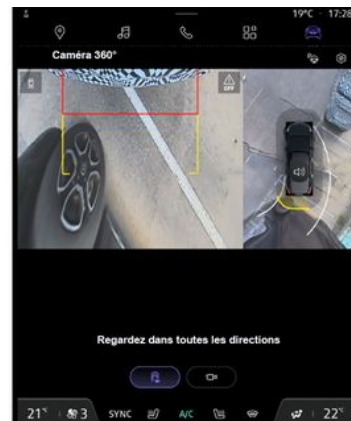 19°C · 17:28
Caméra 360°
OFF
Regardez dans toutes les directions
21°C 3 SYNC A/C 22°C